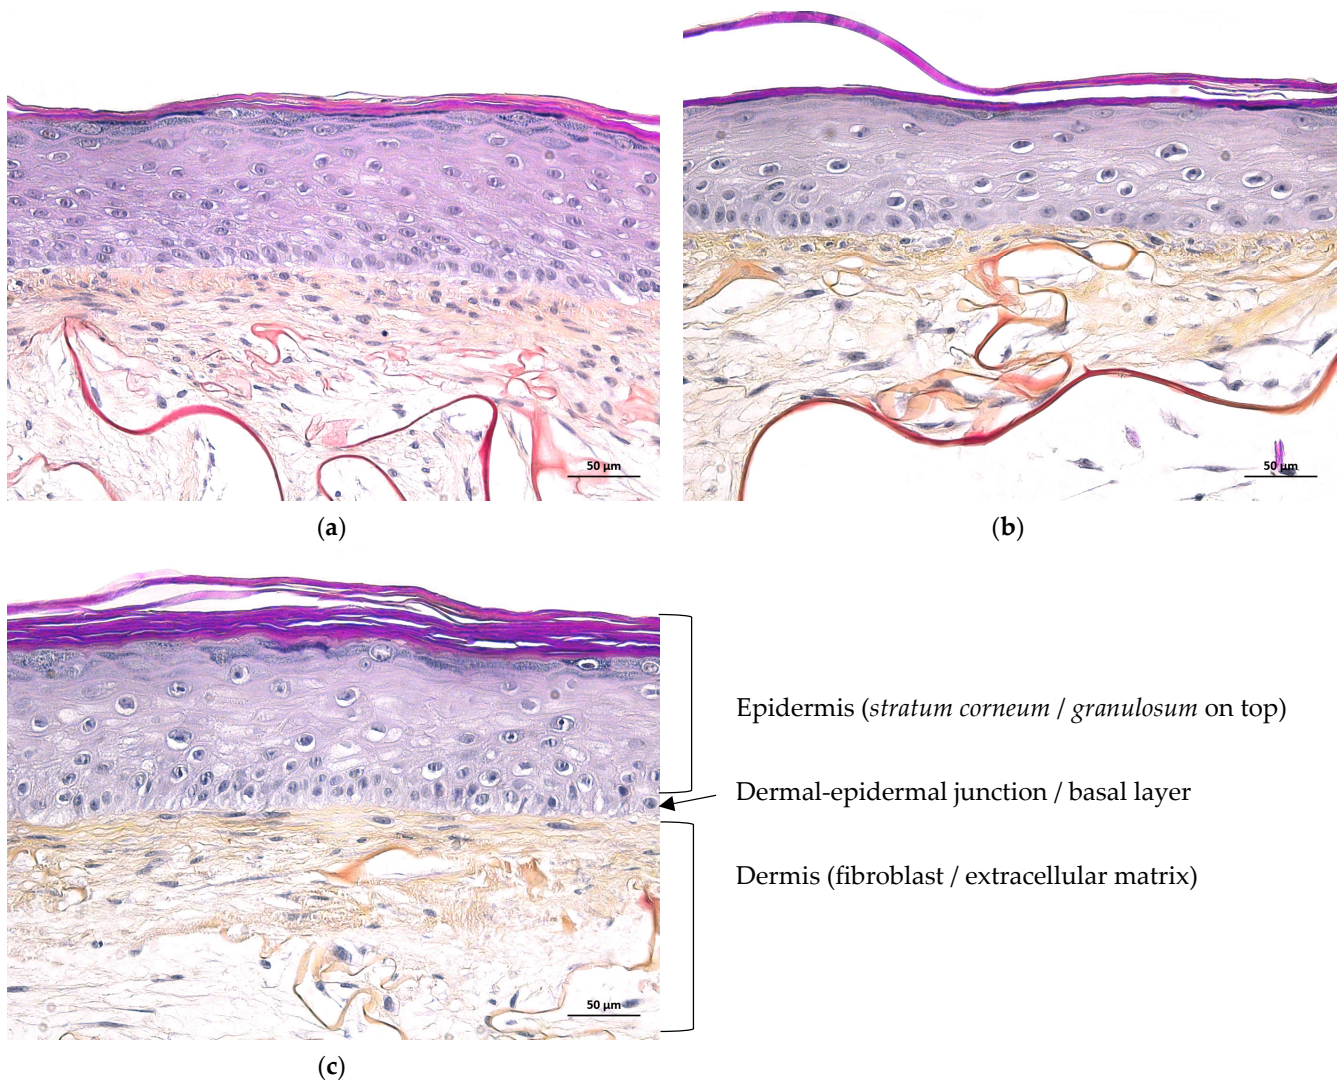 50 µm
50 µm
(a)
(b)
50 µm
Epidermis (stratum corneum / granulosum on top)
Dermal-epidermal junction / basal layer
Dermis (fibroblast / extracellular matrix)
(c)